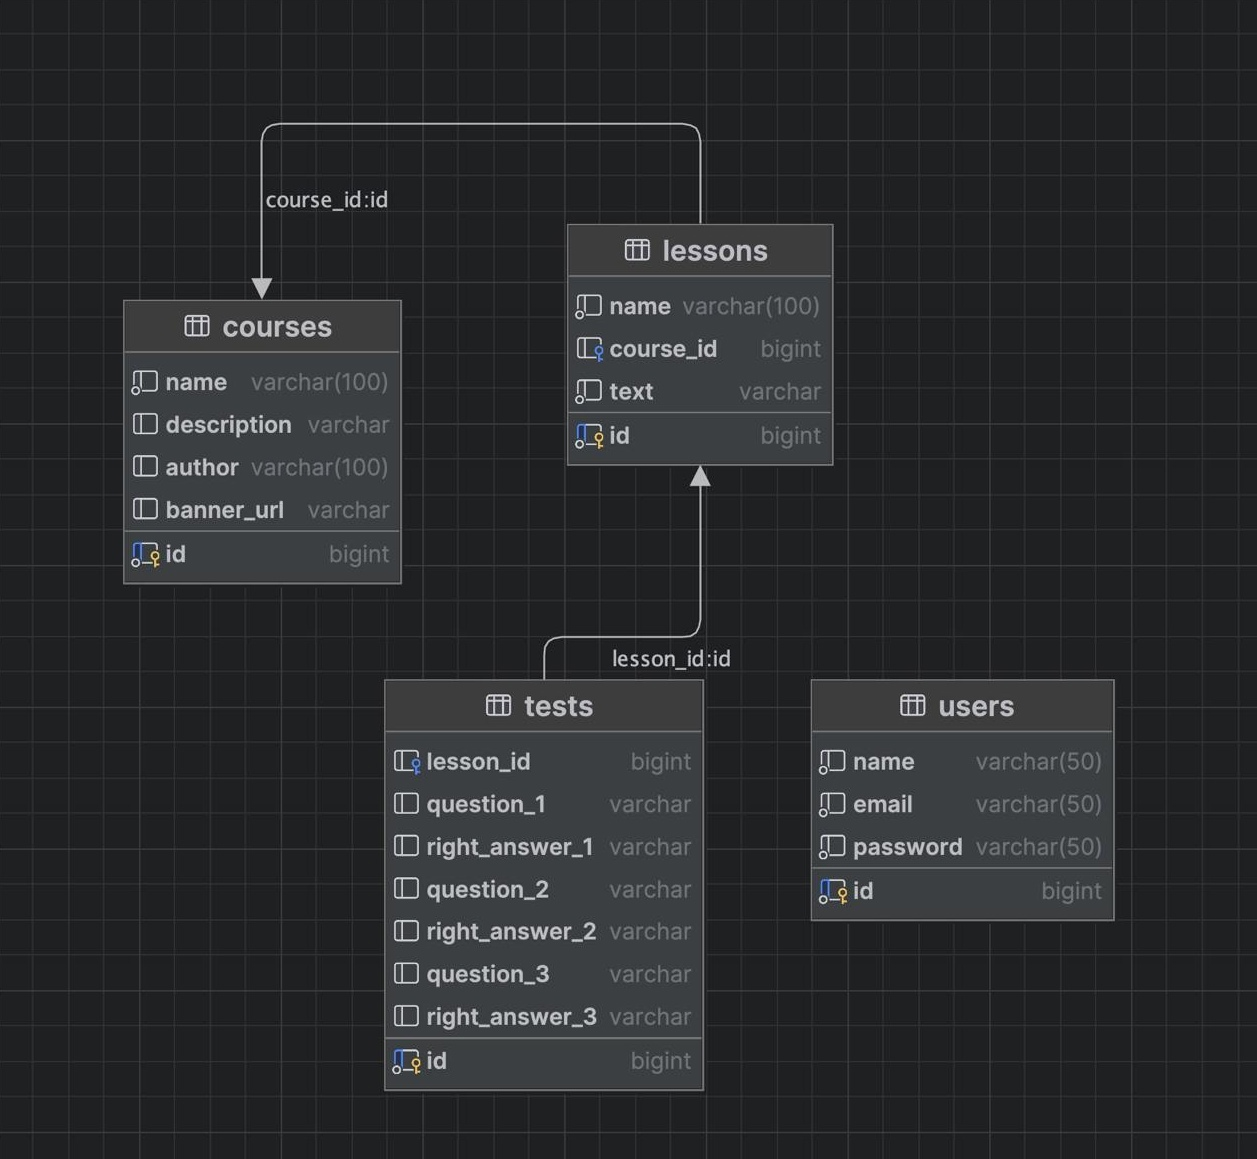 course_id:id
lessons
name varchar(100)
course_id bigint
text varchar
id bigint
courses
name varchar(100)
description varchar
author varchar(100)
banner_url varchar
id bigint
lesson_id:id
tests
lesson_id bigint
question_1 varchar
right_answer_1 varchar
question_2 varchar
right_answer_2 varchar
question_3 varchar
right_answer_3 varchar
id bigint
users
name varchar(50)
email varchar(50)
password varchar(50)
id bigint